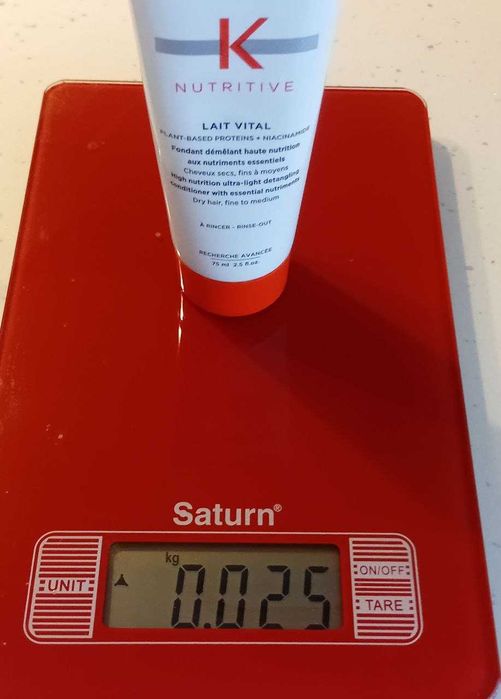 K
NUTRITIVE
LAIT VITAL
PLANT-BASED PROTEINS + NIACINAMIDE
Fondant démêlant haute nutrition
aux nutriments essentiels
Cheveux secs, fins à moyens
High nutrition ultra-light detangling
conditioner with essential nutriments
Dry hair, fine to medium
À RINCER - RINSE-OUT
RECHERCHE AVANCÉE
75 ml 2.5 fl.oz.
Saturn®
UNIT
kg
0.025
ON/OFF
TARE